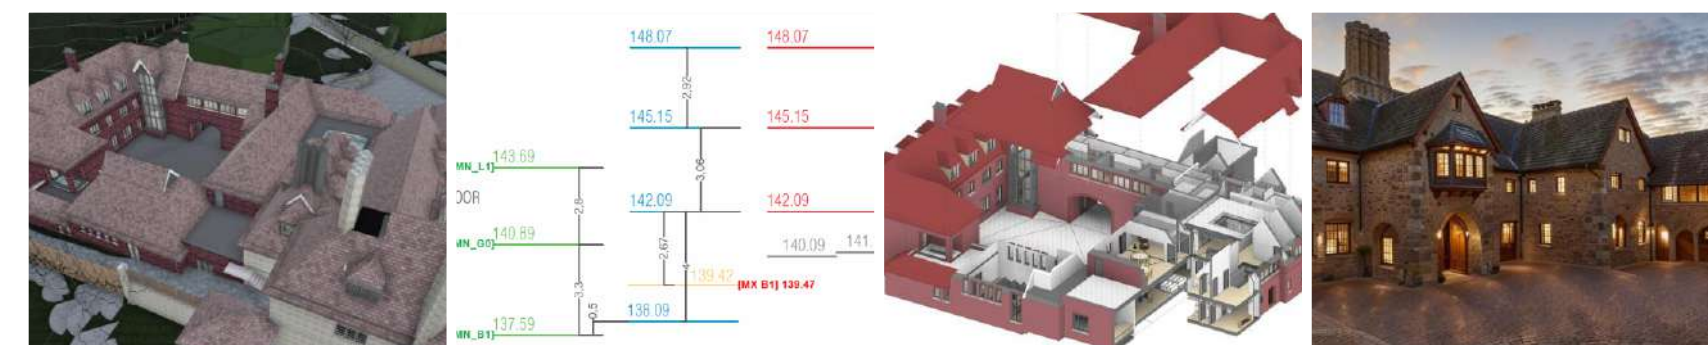 148.07 148.07
2,92
145.15 145.15
MN_L1] 143.69
3,06
OOR
2,8
142.09 142.09
MN_G0] 140.89
140.09 141.
2,67
4
139.42 [MX B1] 139.47
3,3
0,5
138.09
MN_B1] 137.59